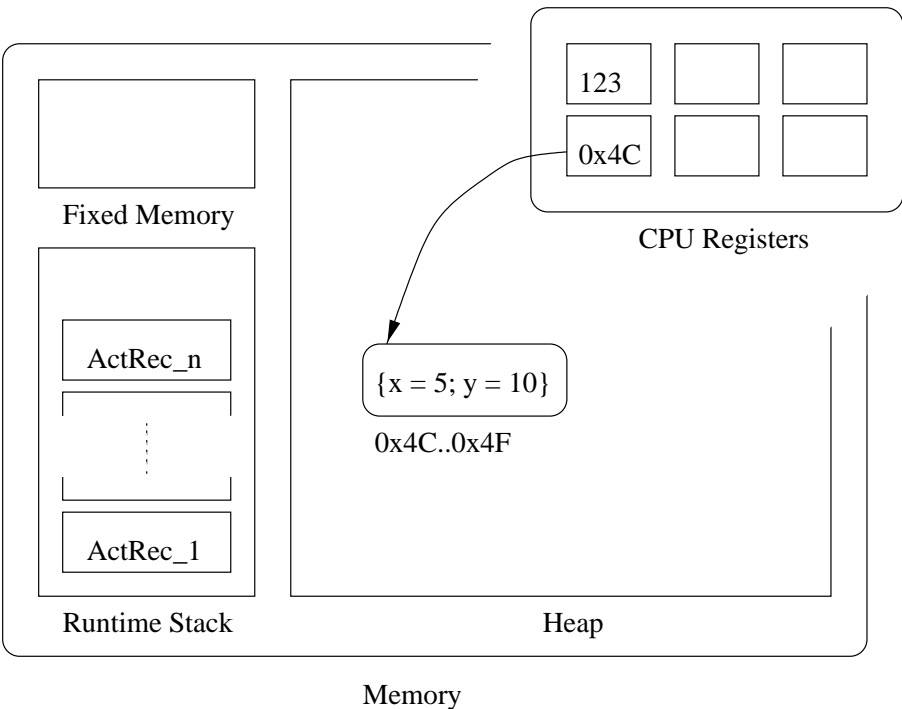 123
0x4C
Fixed Memory
CPU Registers
ActRec_n
{x = 5; y = 10}
0x4C..0x4F
ActRec_1
Runtime Stack
Heap
Memory